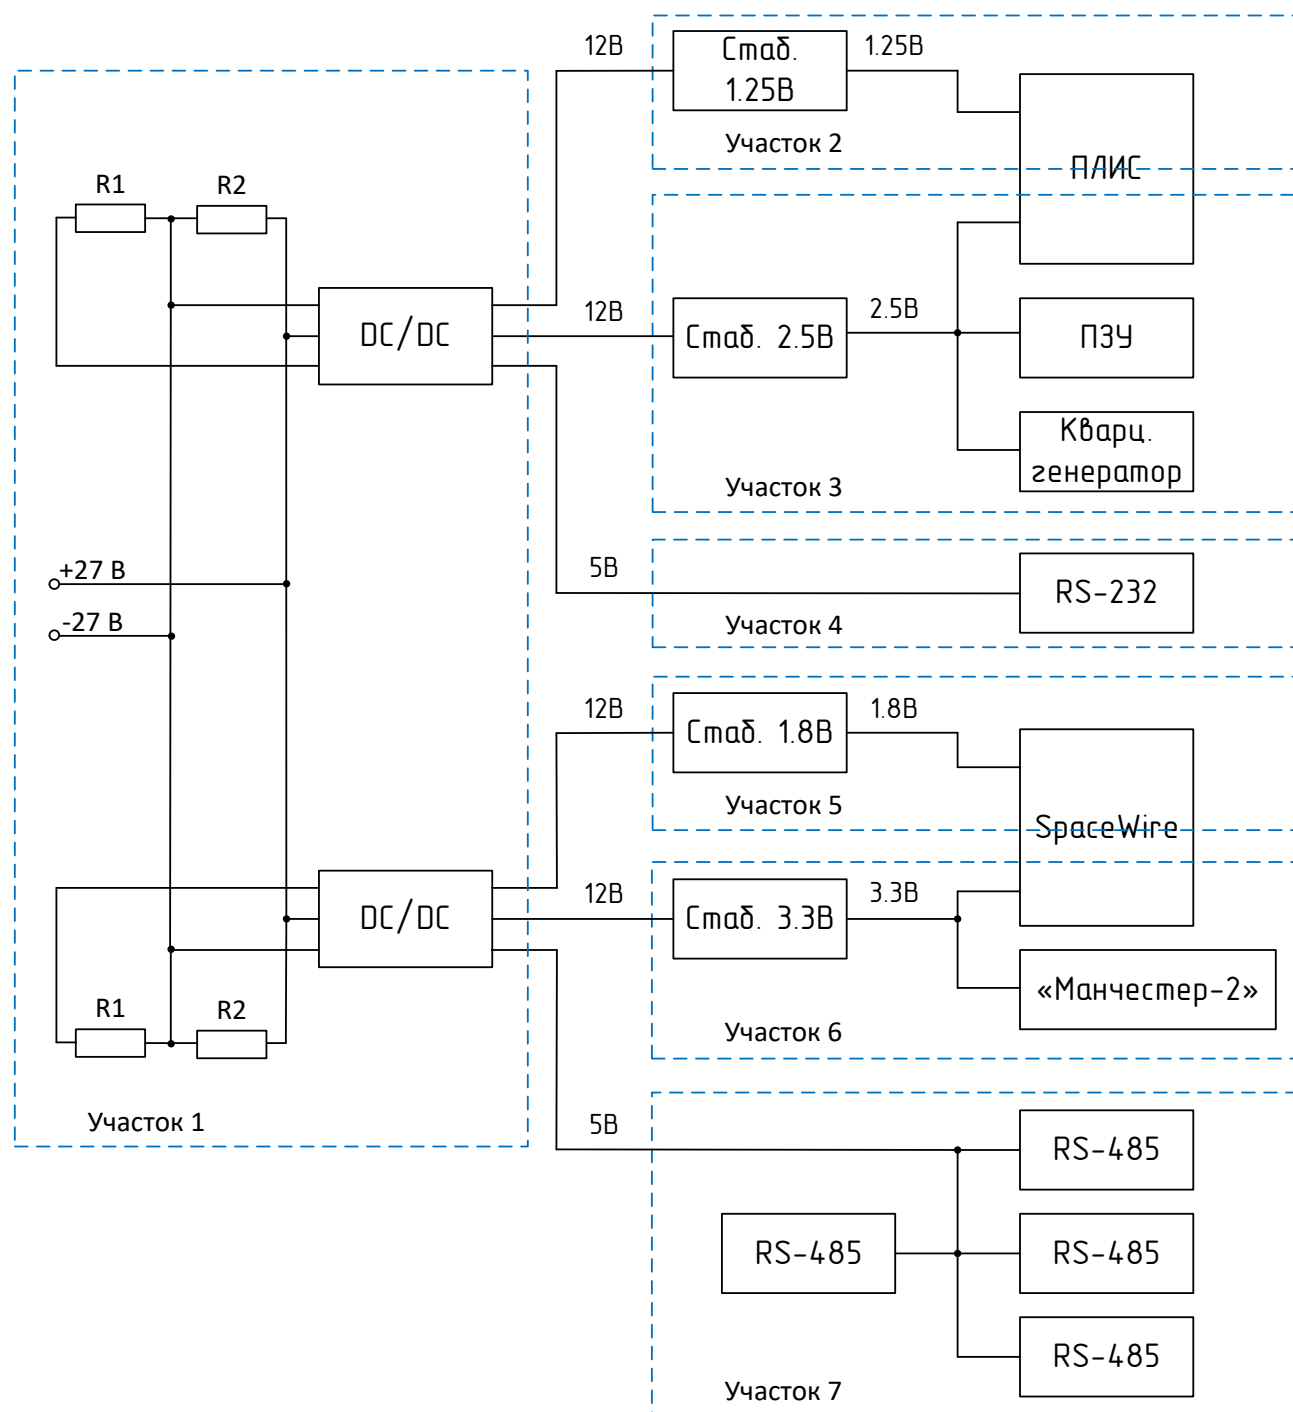 12В
Стаб.
1.25В
1.25В
Участок 2
ПЛИС
R1
R2
DC/DC
12В
Стаб. 2.5В
2.5В
ПЗУ
Кварц.
генератор
Участок 3
+27 В
-27 В
5В
RS-232
Участок 4
12В
Стаб. 1.8В
1.8В
Участок 5
SpaceWire
DC/DC
12В
Стаб. 3.3В
3.3В
«Манчестер-2»
R1
R2
Участок 6
Участок 1
5В
RS-485
RS-485
RS-485
RS-485
Участок 7